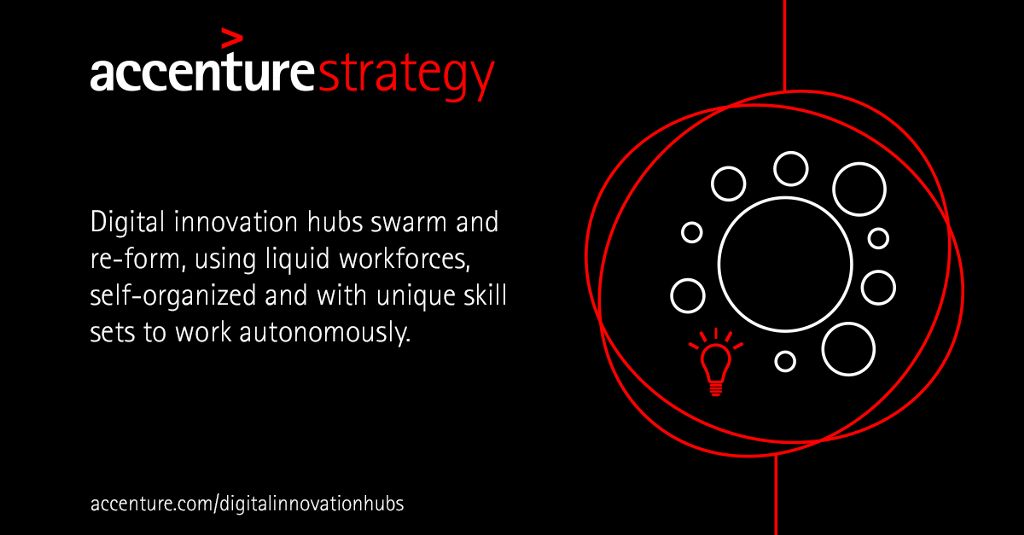 accenturestrategy
Digital innovation hubs swarm and
re-form, using liquid workforces,
self-organized and with unique skill
sets to work autonomously.
accenture.com/digitalinnovationhubs